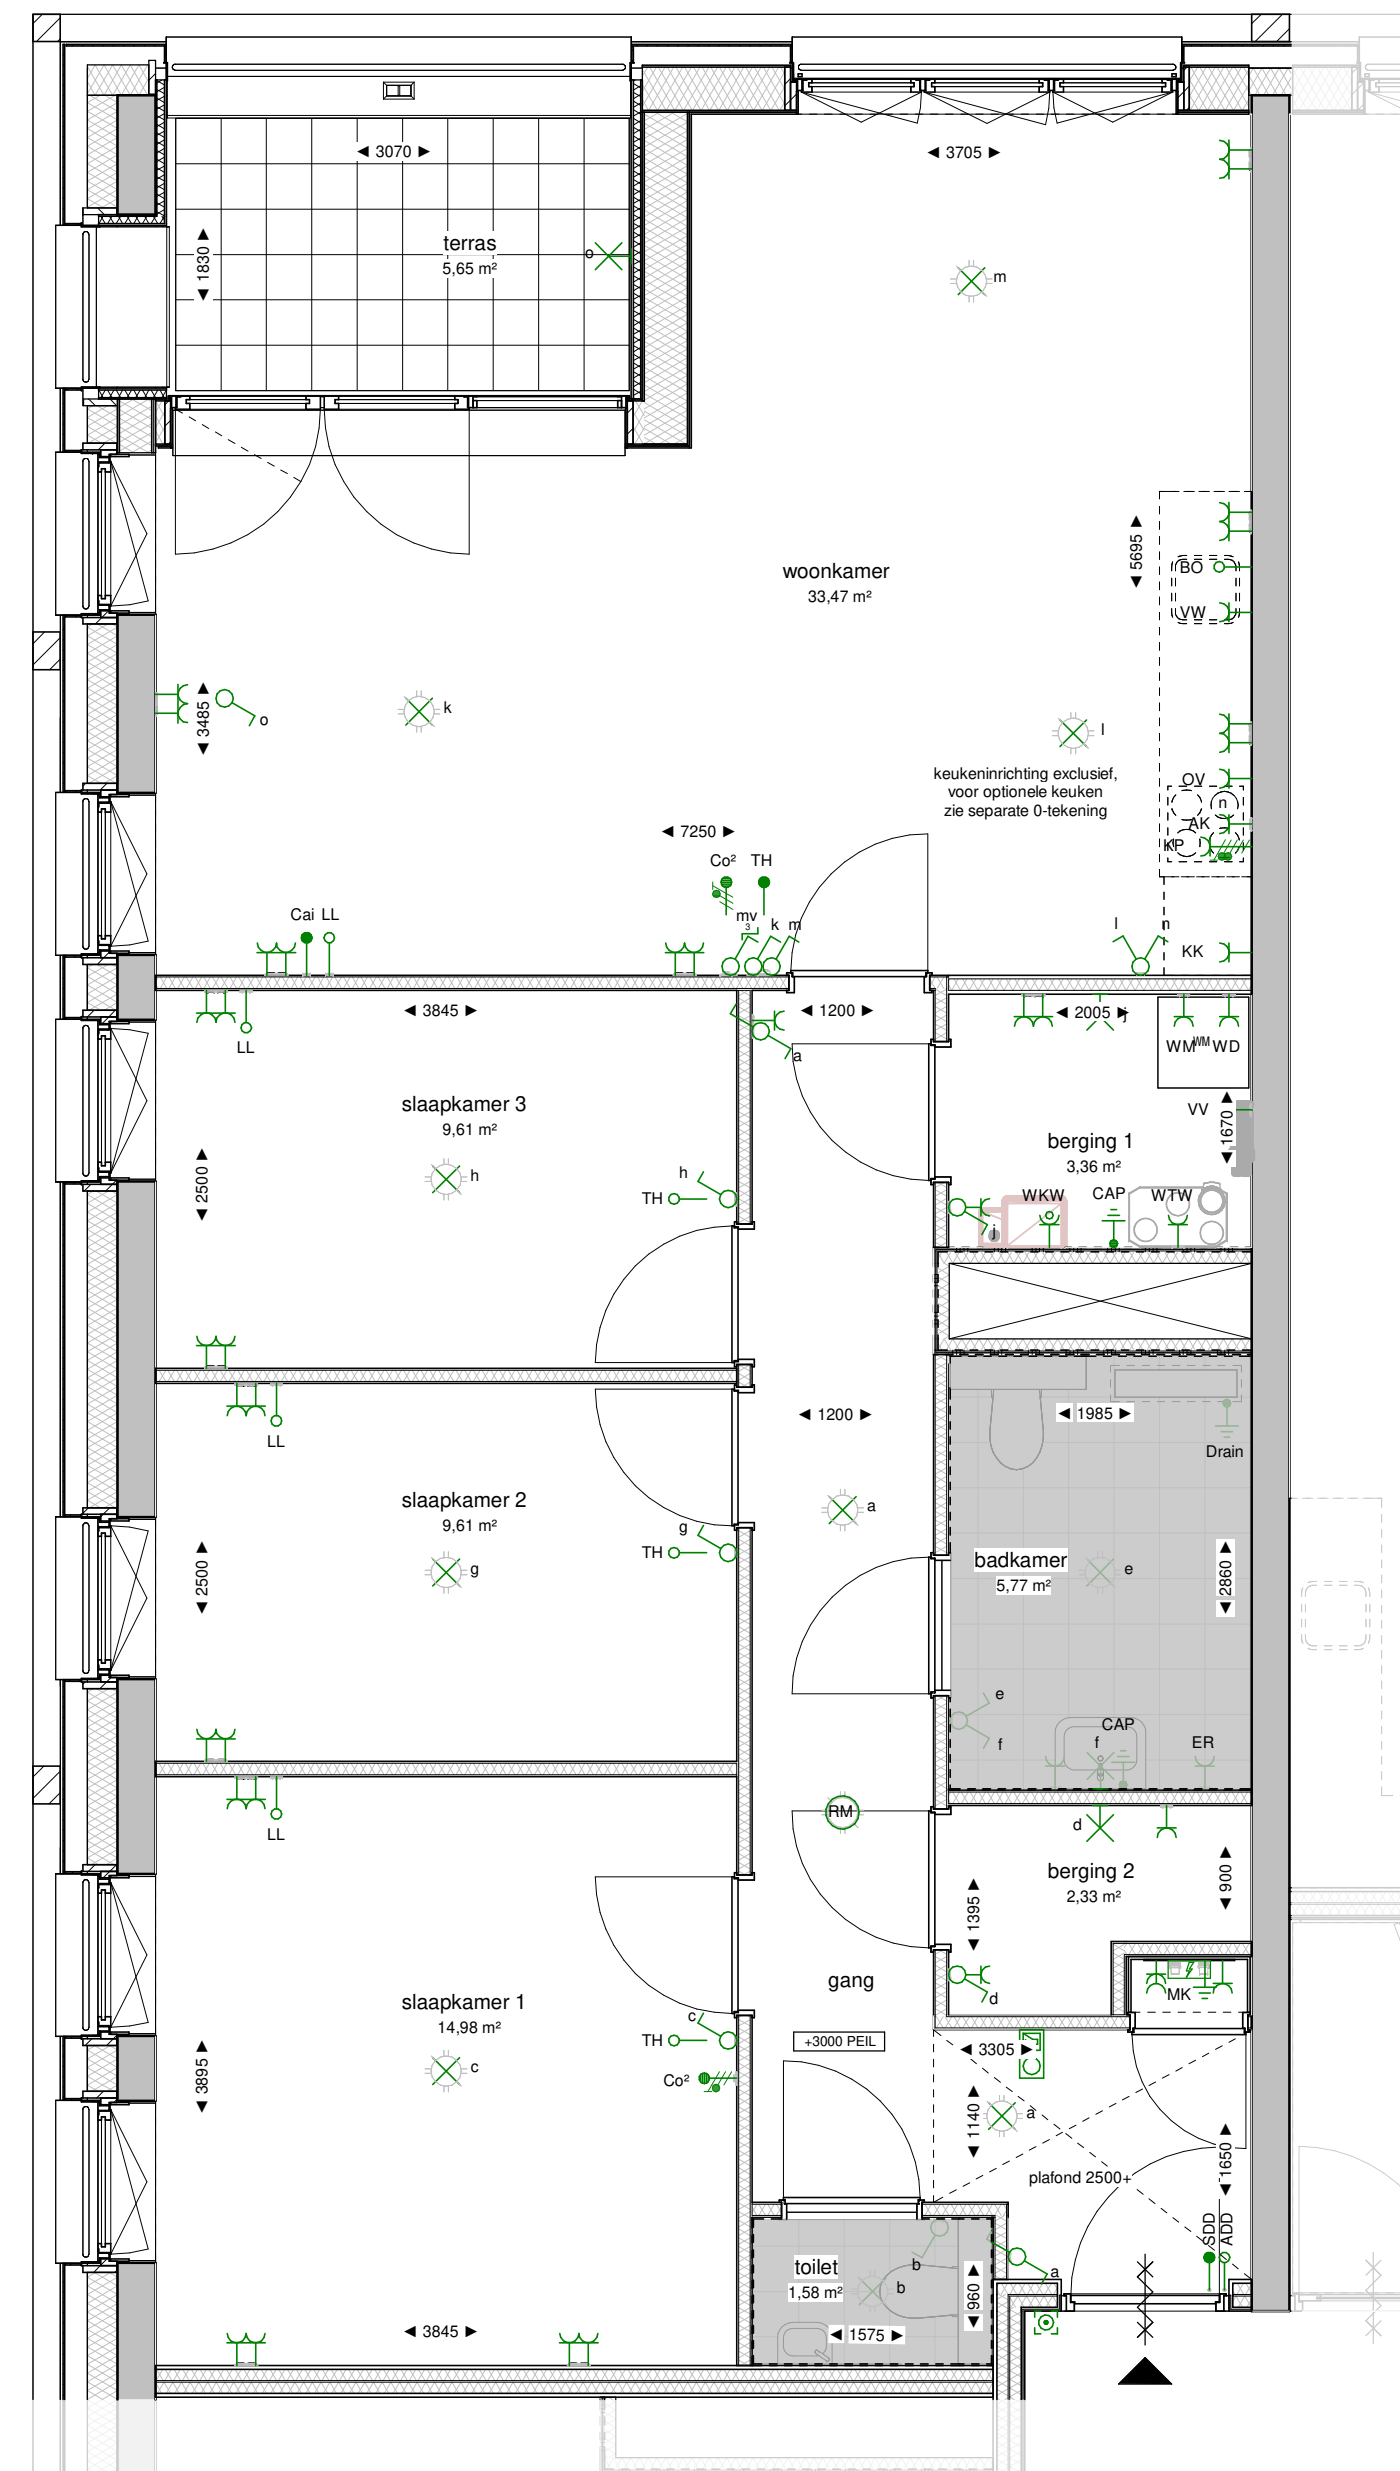 ◄ 3070 ►
◄ 3705 ►
terras
5,65 m²
◄ 1830 ►
o
m
woonkamer
33,47 m²
◄ 5695 ►
BO
VW
◄ 3485 ►
o
k
l
keukeninrichting exclusief,
voor optionele keuken
zie separate 0-tekening
OV
n
AK
KP
◄ 7250 ►
Co² TH
mv
3
k m
Cai LL
l n
KK
◄ 3845 ►
◄ 1200 ►
◄ 2005 ►
j
LL
a
WM WM WD
slaapkamer 3
9,61 m²
VV
◄ 1670 ►
berging 1
3,36 m²
◄ 2500 ►
h
h
TH
WKW CAP WTW
j
◄ 1200 ►
◄ 1985 ►
LL
Drain
slaapkamer 2
9,61 m²
a
g
TH
◄ 2500 ►
g
badkamer
5,77 m²
e
◄ 2860 ►
e
f
CAP
f
ER
LL
RM
d
berging 2
2,33 m²
◄ 900 ►
◄ 1395 ►
gang
d
MK
slaapkamer 1
14,98 m²
c
TH
+3000 PEIL
◄ 3305 ►
◄ 3895 ►
c
Co²
◄ 1140 ►
a
plafond 2500+
◄ 1650 ►
SDD
ADD
toilet
1,58 m²
b
b
◄ 960 ►
a
◄ 3845 ►
◄ 1575 ►